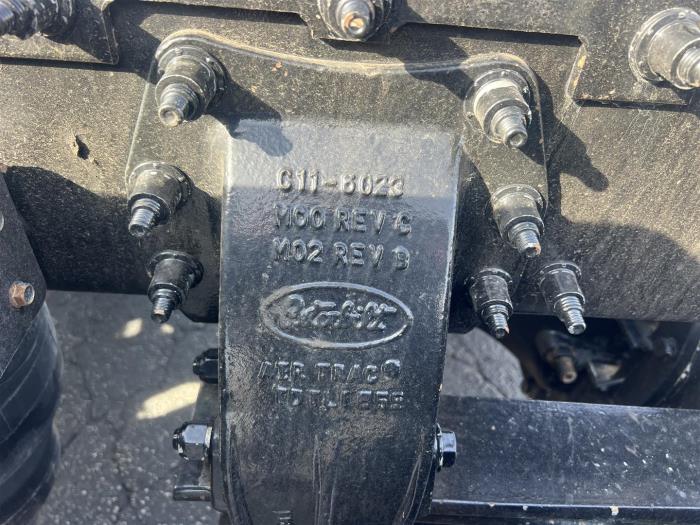 C11-6023
M00 REV C
M02 REV B
Peterbilt
AIR TRAC®